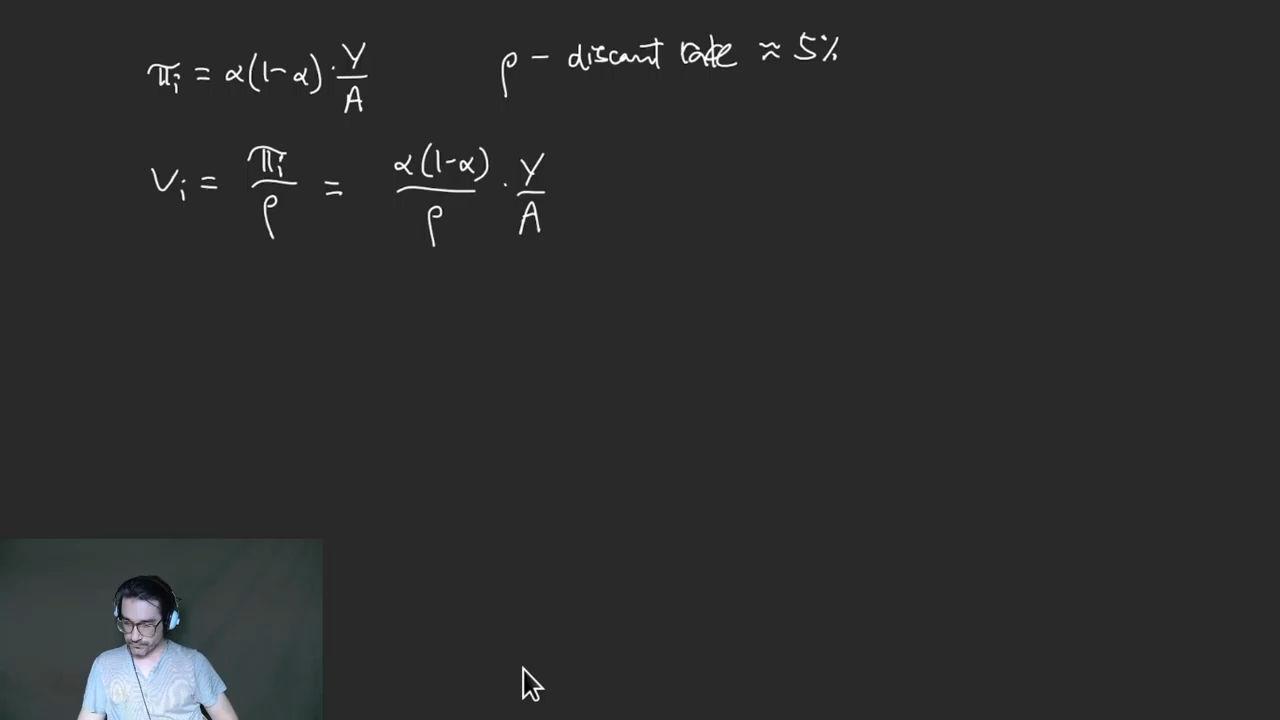 πᵢ = α(1-α) · Y/A
ρ - discount rate ≈ 5%
Vᵢ = πᵢ/ρ = α(1-α)/ρ · Y/A